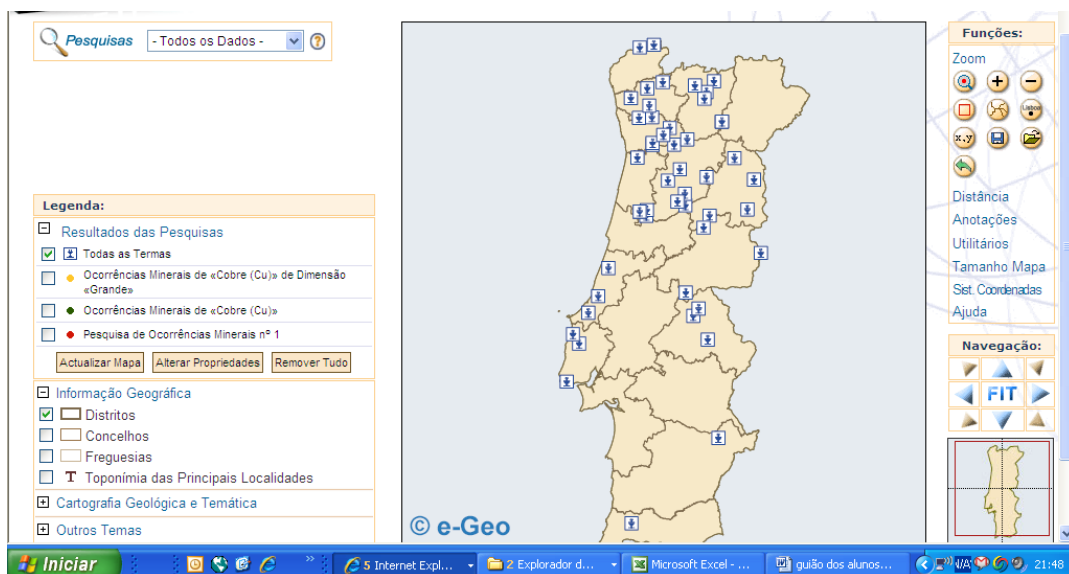 Pesquisas
- Todos os Dados -
?
Legenda:
Resultados das Pesquisas
Todas as Termas
Ocorrências Minerais de «Cobre (Cu)» de Dimensão
«Grande»
Ocorrências Minerais de «Cobre (Cu)»
Pesquisa de Ocorrências Minerais nº 1
Actualizar Mapa Alterar Propriedades Remover Tudo
Informação Geográfica
Distritos
Concelhos
Freguesias
T Toponímia das Principais Localidades
Cartografia Geológica e Temática
Outros Temas
© e-Geo
Funções:
Zoom
Lisboa
x,y
Distância
Anotações
Utilitários
Tamanho Mapa
Sist. Coordenadas
Ajuda
Navegação:
FIT
Iniciar
5 Internet Expl...
2 Explorador d...
Microsoft Excel - ...
guião dos alunos...
21:48